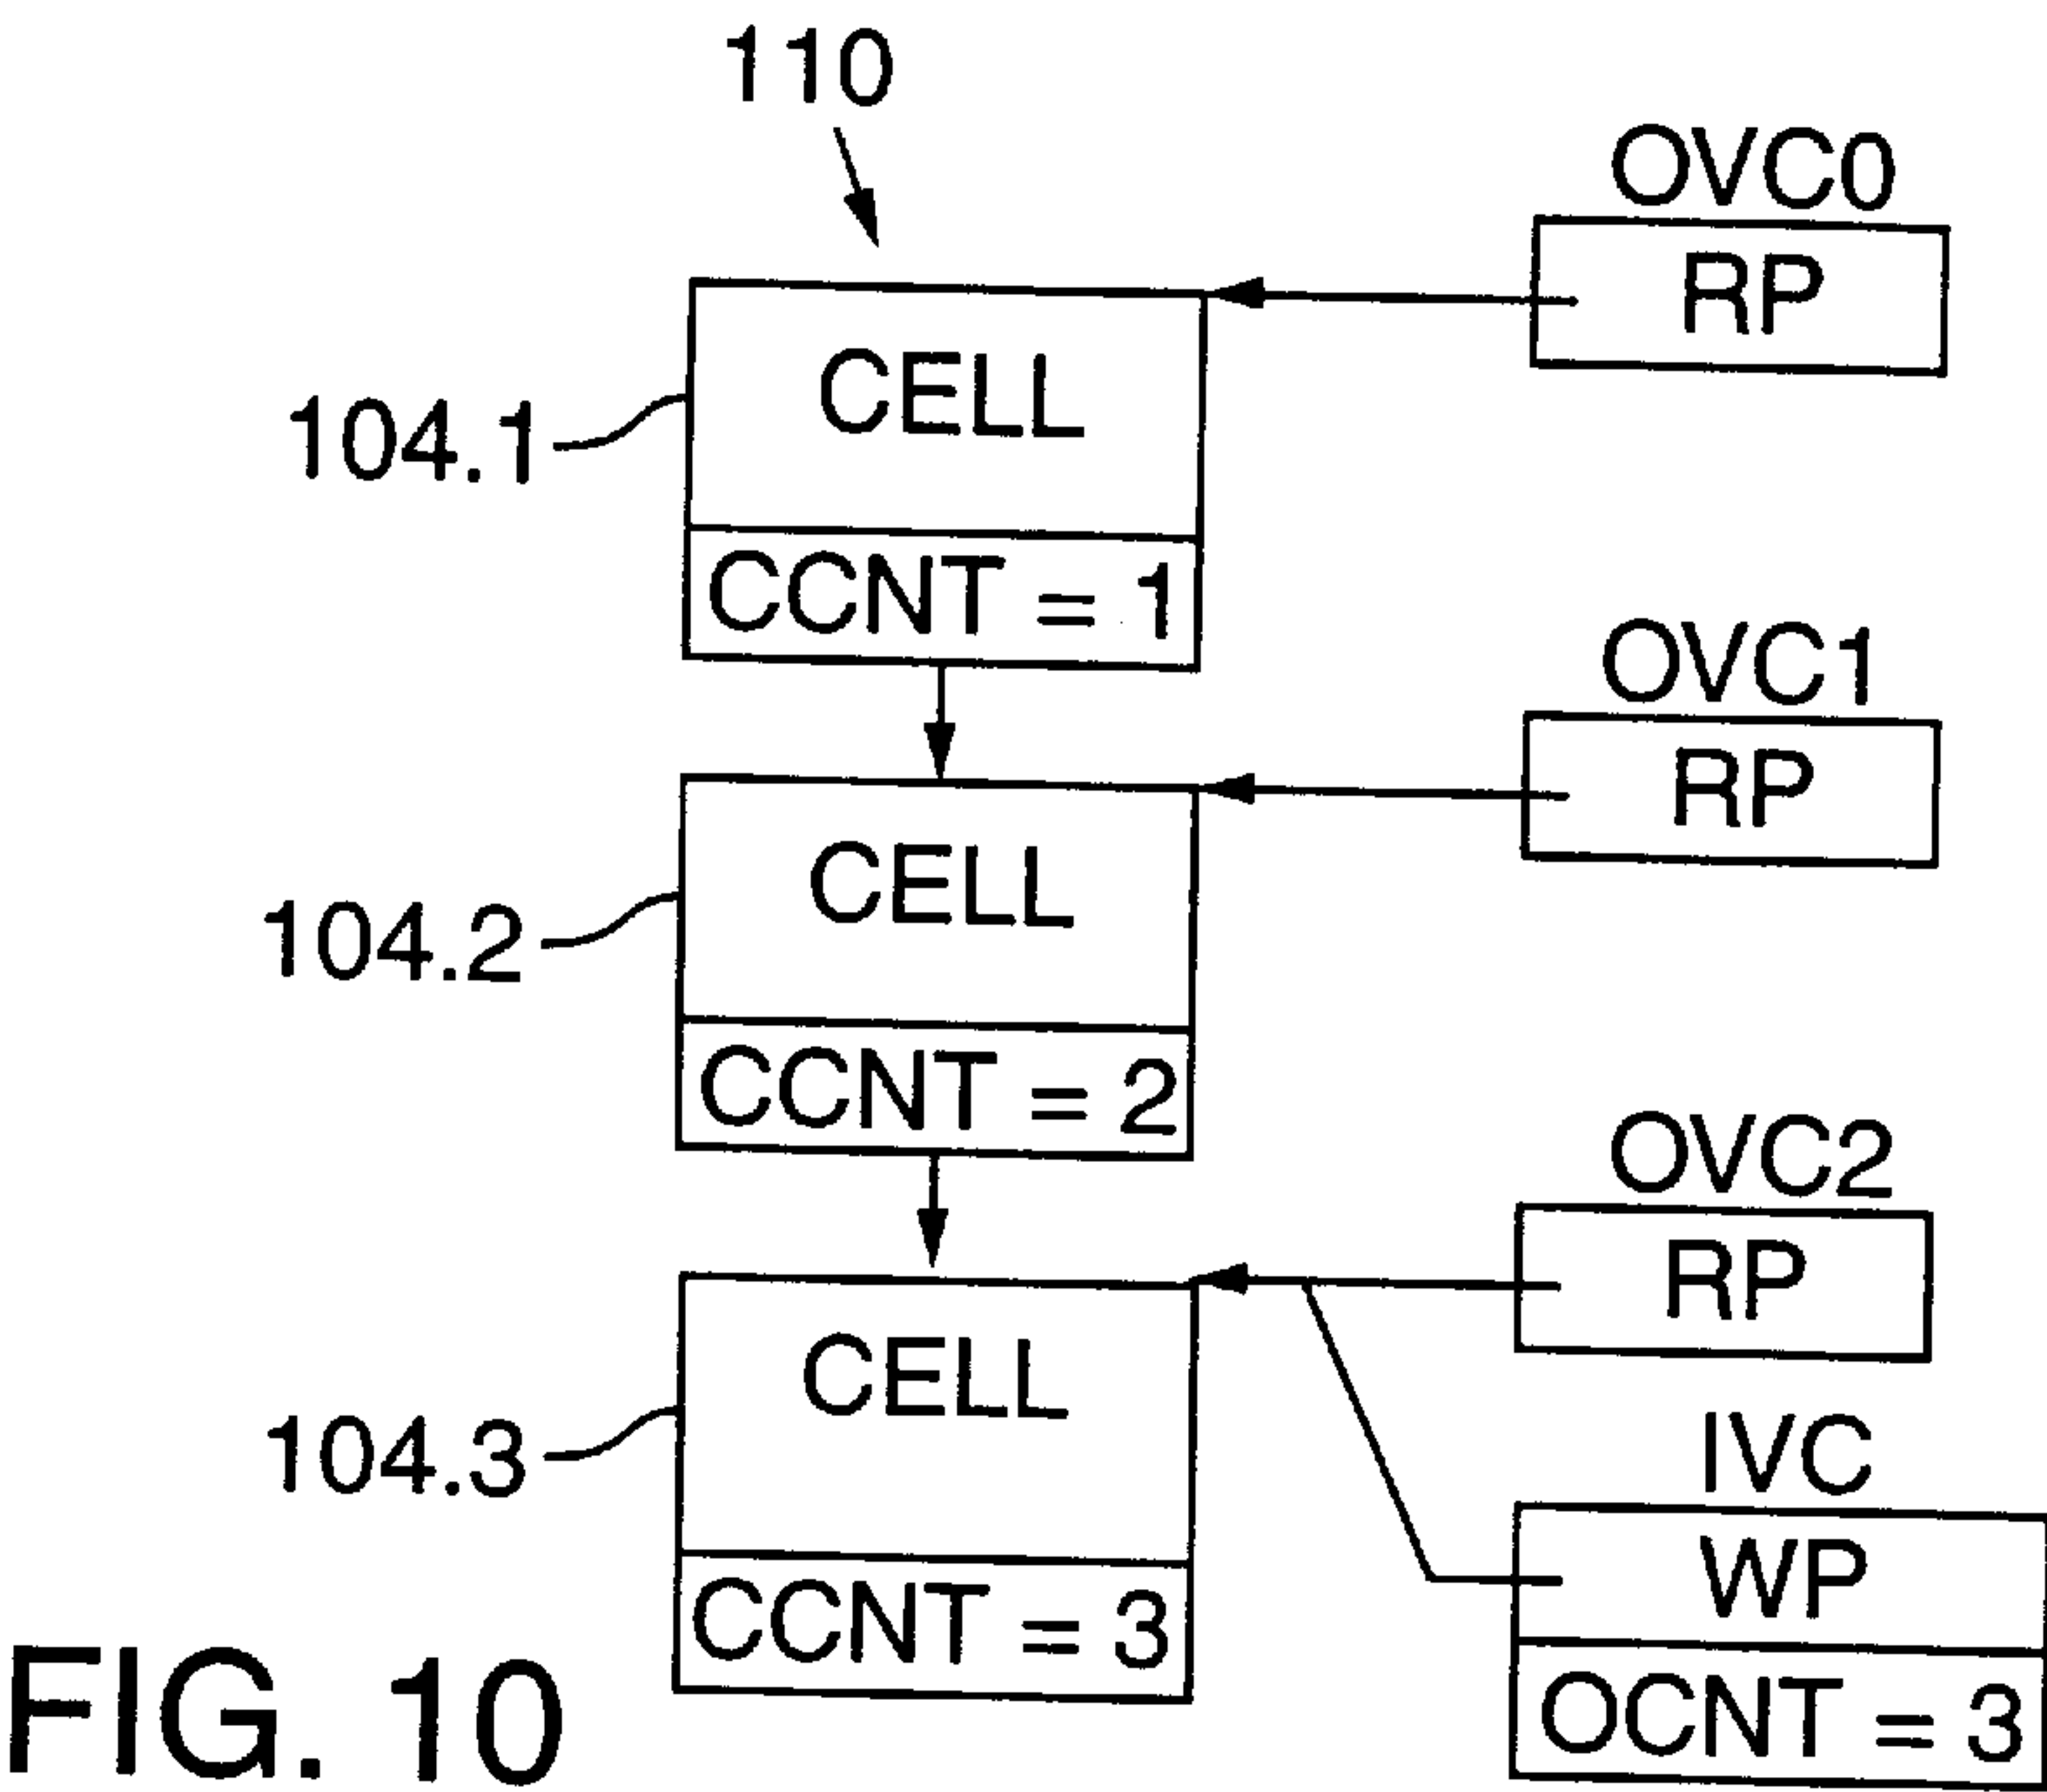 110
OVC0
RP
CELL
104.1
CCNT = 1
OVC1
RP
CELL
104.2
CCNT = 2
OVC2
RP
CELL
104.3
IVC
WP
CCNT = 3
OCNT = 3
FIG. 10